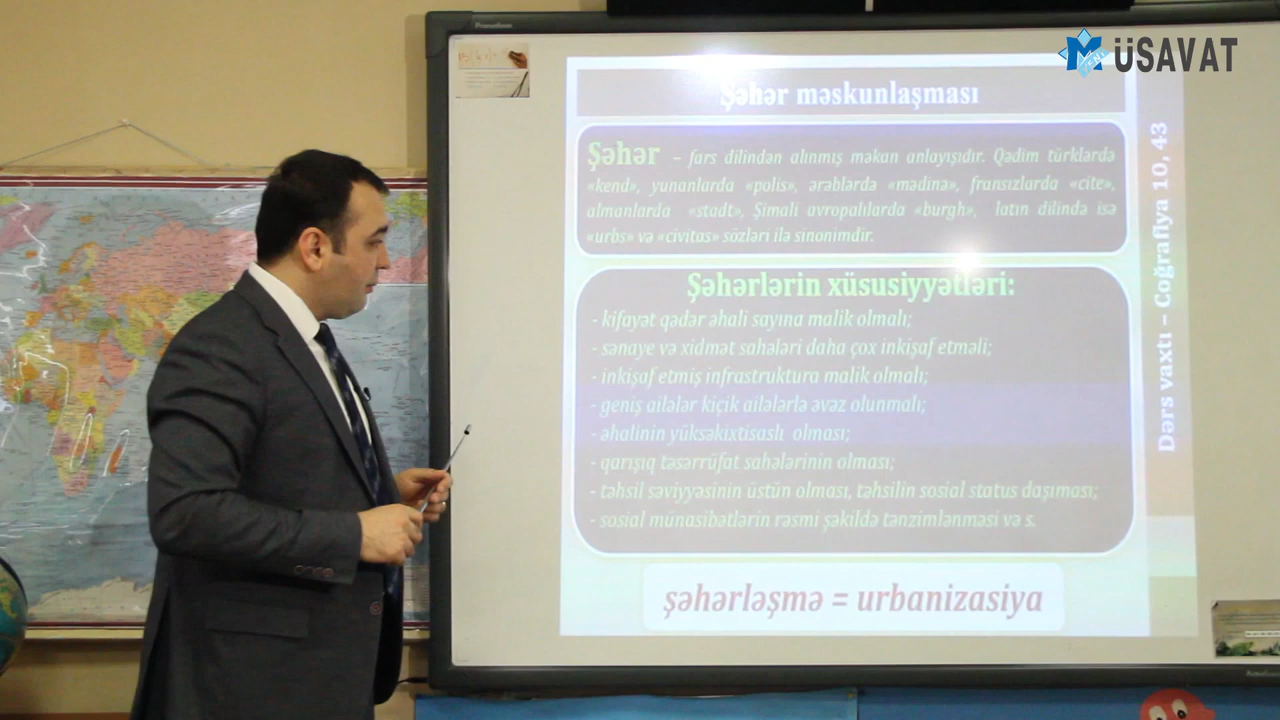 Promethean
MÜSAVAT
Şəhər məskunlaşması
Şəhər – fars dilindən alınmış məkan anlayışıdır. Qədim türklərdə
«kend», yunanlarda «polis», ərəblərdə «mədinə», fransızlarda «cite»,
almanlarda «stadt», Şimali avropalılarda «burgh», latın dilində isə
«urbs» və «civitas» sözləri ilə sinonimdir.
Şəhərlərin xüsusiyyətləri:
- kifayət qədər əhali sayına malik olmalı;
- sənaye və xidmət sahələri daha çox inkişaf etməli;
- inkişaf etmiş infrastruktura malik olmalı;
- geniş ailələr kiçik ailələrlə əvəz olunmalı;
- əhalinin yüksəkixtisaslı olması;
- qarışıq təsərrüfat sahələrinin olması;
- təhsil səviyyəsinin üstün olması, təhsilin sosial status daşıması;
- sosial münasibətlərin rəsmi şəkildə tənzimlənməsi və s.
şəhərləşmə = urbanizasiya
Dərs vaxtı – Coğrafiya 10, 43